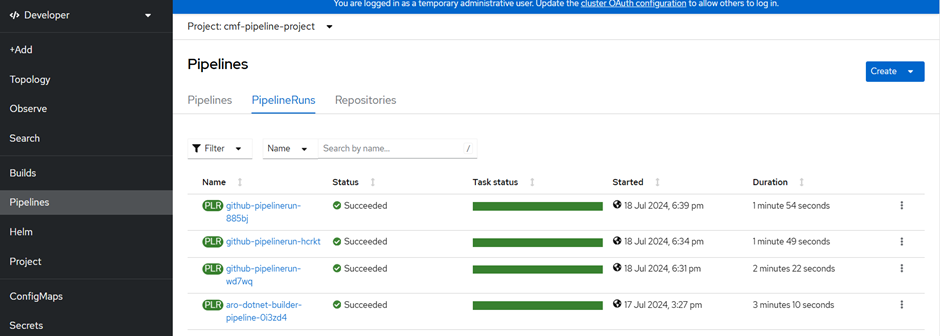 Developer
+Add
Topology
Observe
Search
Builds
Pipelines
Helm
Project
ConfigMaps
Secrets
You are logged in as a temporary administrative user. Update the cluster OAuth configuration to allow others to log in.
Project: cmf-pipeline-project
Pipelines
Create
Pipelines PipelineRuns Repositories
Filter Name Search by name... /
Name Status Task status Started Duration
PLR github-pipelinerun- Succeeded 18 Jul 2024, 6:39 pm 1 minute 54 seconds
885bj
PLR github-pipelinerun-hcrkt Succeeded 18 Jul 2024, 6:34 pm 1 minute 49 seconds
PLR github-pipelinerun- Succeeded 18 Jul 2024, 6:31 pm 2 minutes 22 seconds
wd7wq
PLR aro-dotnet-builder- Succeeded 17 Jul 2024, 3:27 pm 3 minutes 10 seconds
pipeline-0i3zd4